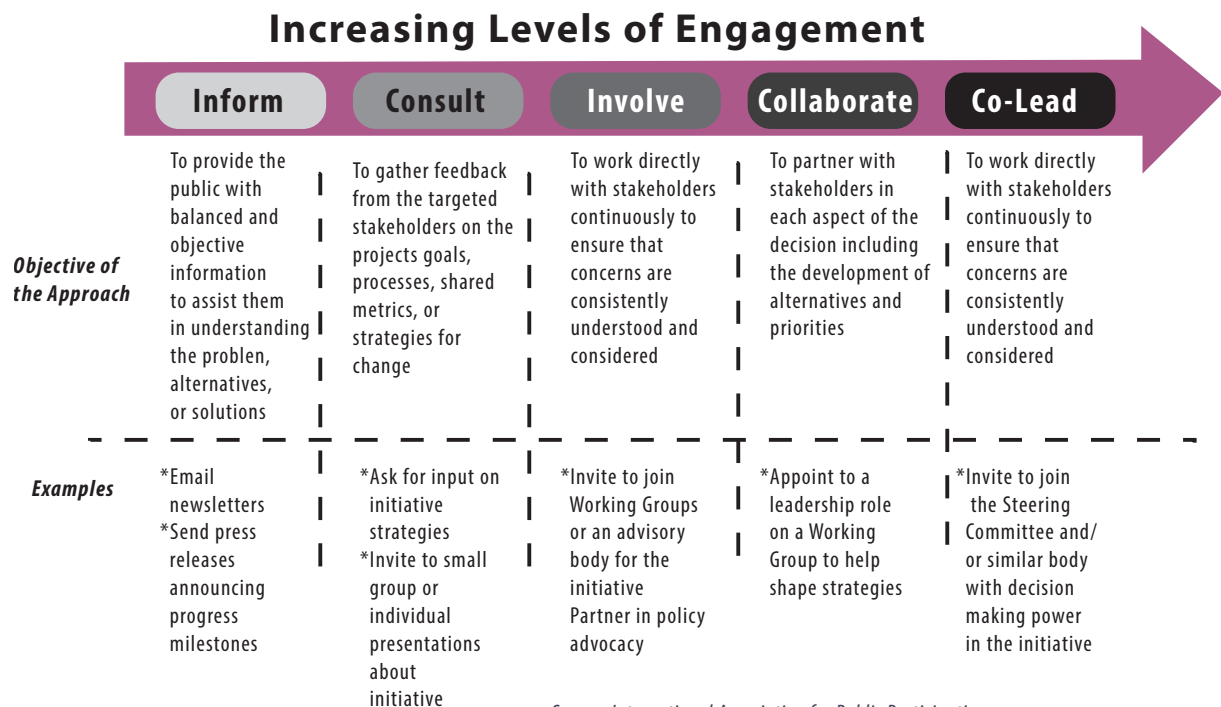 Increasing Levels of Engagement
Inform
Consult
Involve
Collaborate
Co-Lead
Objective of
the Approach
To provide the
public with
balanced and
objective
information
to assist them
in understanding
the problen,
alternatives,
or solutions
To gather feedback
from the targeted
stakeholders on the
projects goals,
processes, shared
metrics, or
strategies for
change
To work directly
with stakeholders
continuously to
ensure that
concerns are
consistently
understood and
considered
To partner with
stakeholders in
each aspect of the
decision including
the development of
alternatives and
priorities
To work directly
with stakeholders
continuously to
ensure that
concerns are
consistently
understood and
considered
Examples
*Email
newsletters
*Send press
releases
announcing
progress
milestones
*Ask for input on
initiative
strategies
*Invite to small
group or
individual
presentations
about
initiative
*Invite to join
Working Groups
or an advisory
body for the
initiative
Partner in policy
advocacy
*Appoint to a
leadership role
on a Working
Group to help
shape strategies
*Invite to join
the Steering
Committee and/
or similar body
with decision
making power
in the initiative